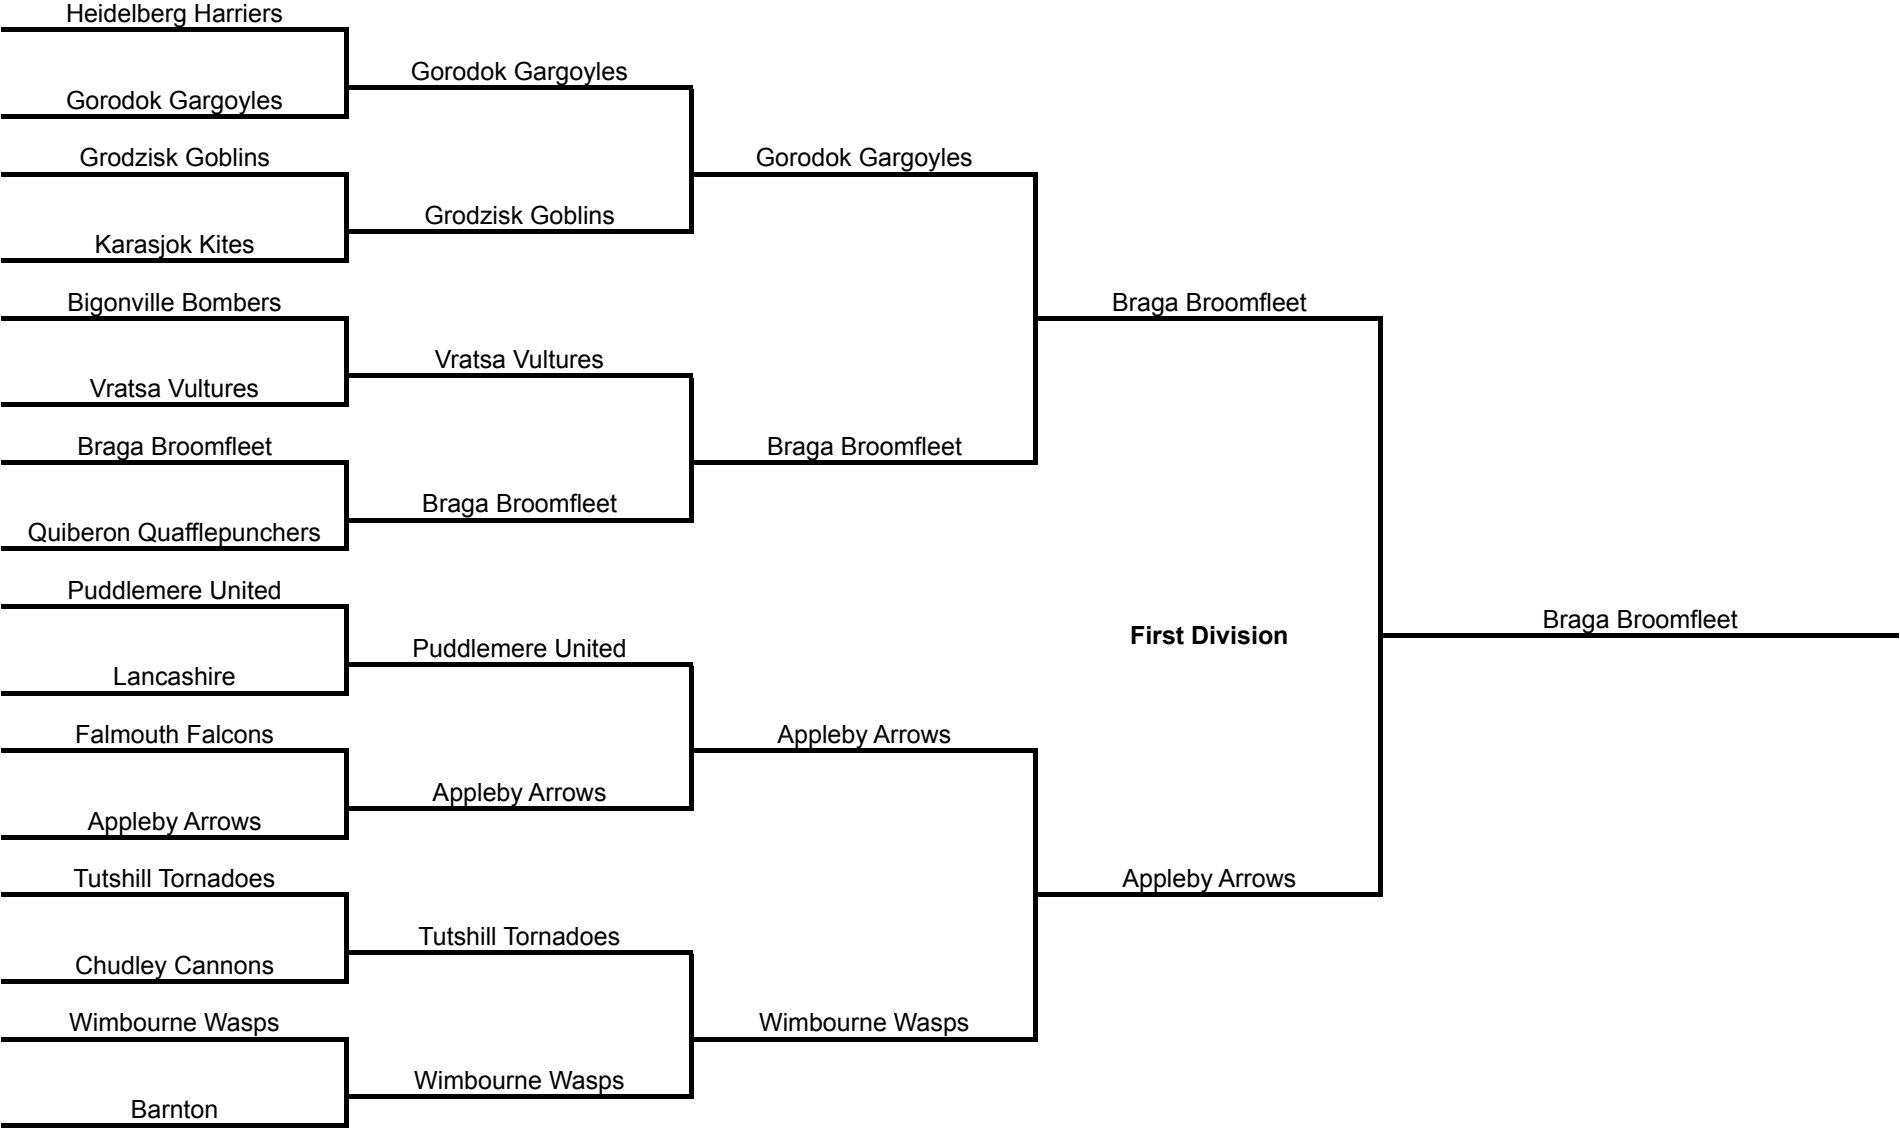 Heidelberg Harriers
Gorodok Gargoyles
Gorodok Gargoyles
Grodzisk Goblins
Gorodok Gargoyles
Grodzisk Goblins
Karasjok Kites
Bigonville Bombers
Braga Broomfleet
Vratsa Vultures
Vratsa Vultures
Braga Broomfleet
Braga Broomfleet
Braga Broomfleet
Quiberon Quafflepunchers
Puddlemere United
Braga Broomfleet
First Division
Puddlemere United
Lancashire
Falmouth Falcons
Appleby Arrows
Appleby Arrows
Appleby Arrows
Tutshill Tornadoes
Appleby Arrows
Tutshill Tornadoes
Chudley Cannons
Wimbourne Wasps
Wimbourne Wasps
Wimbourne Wasps
Barnton